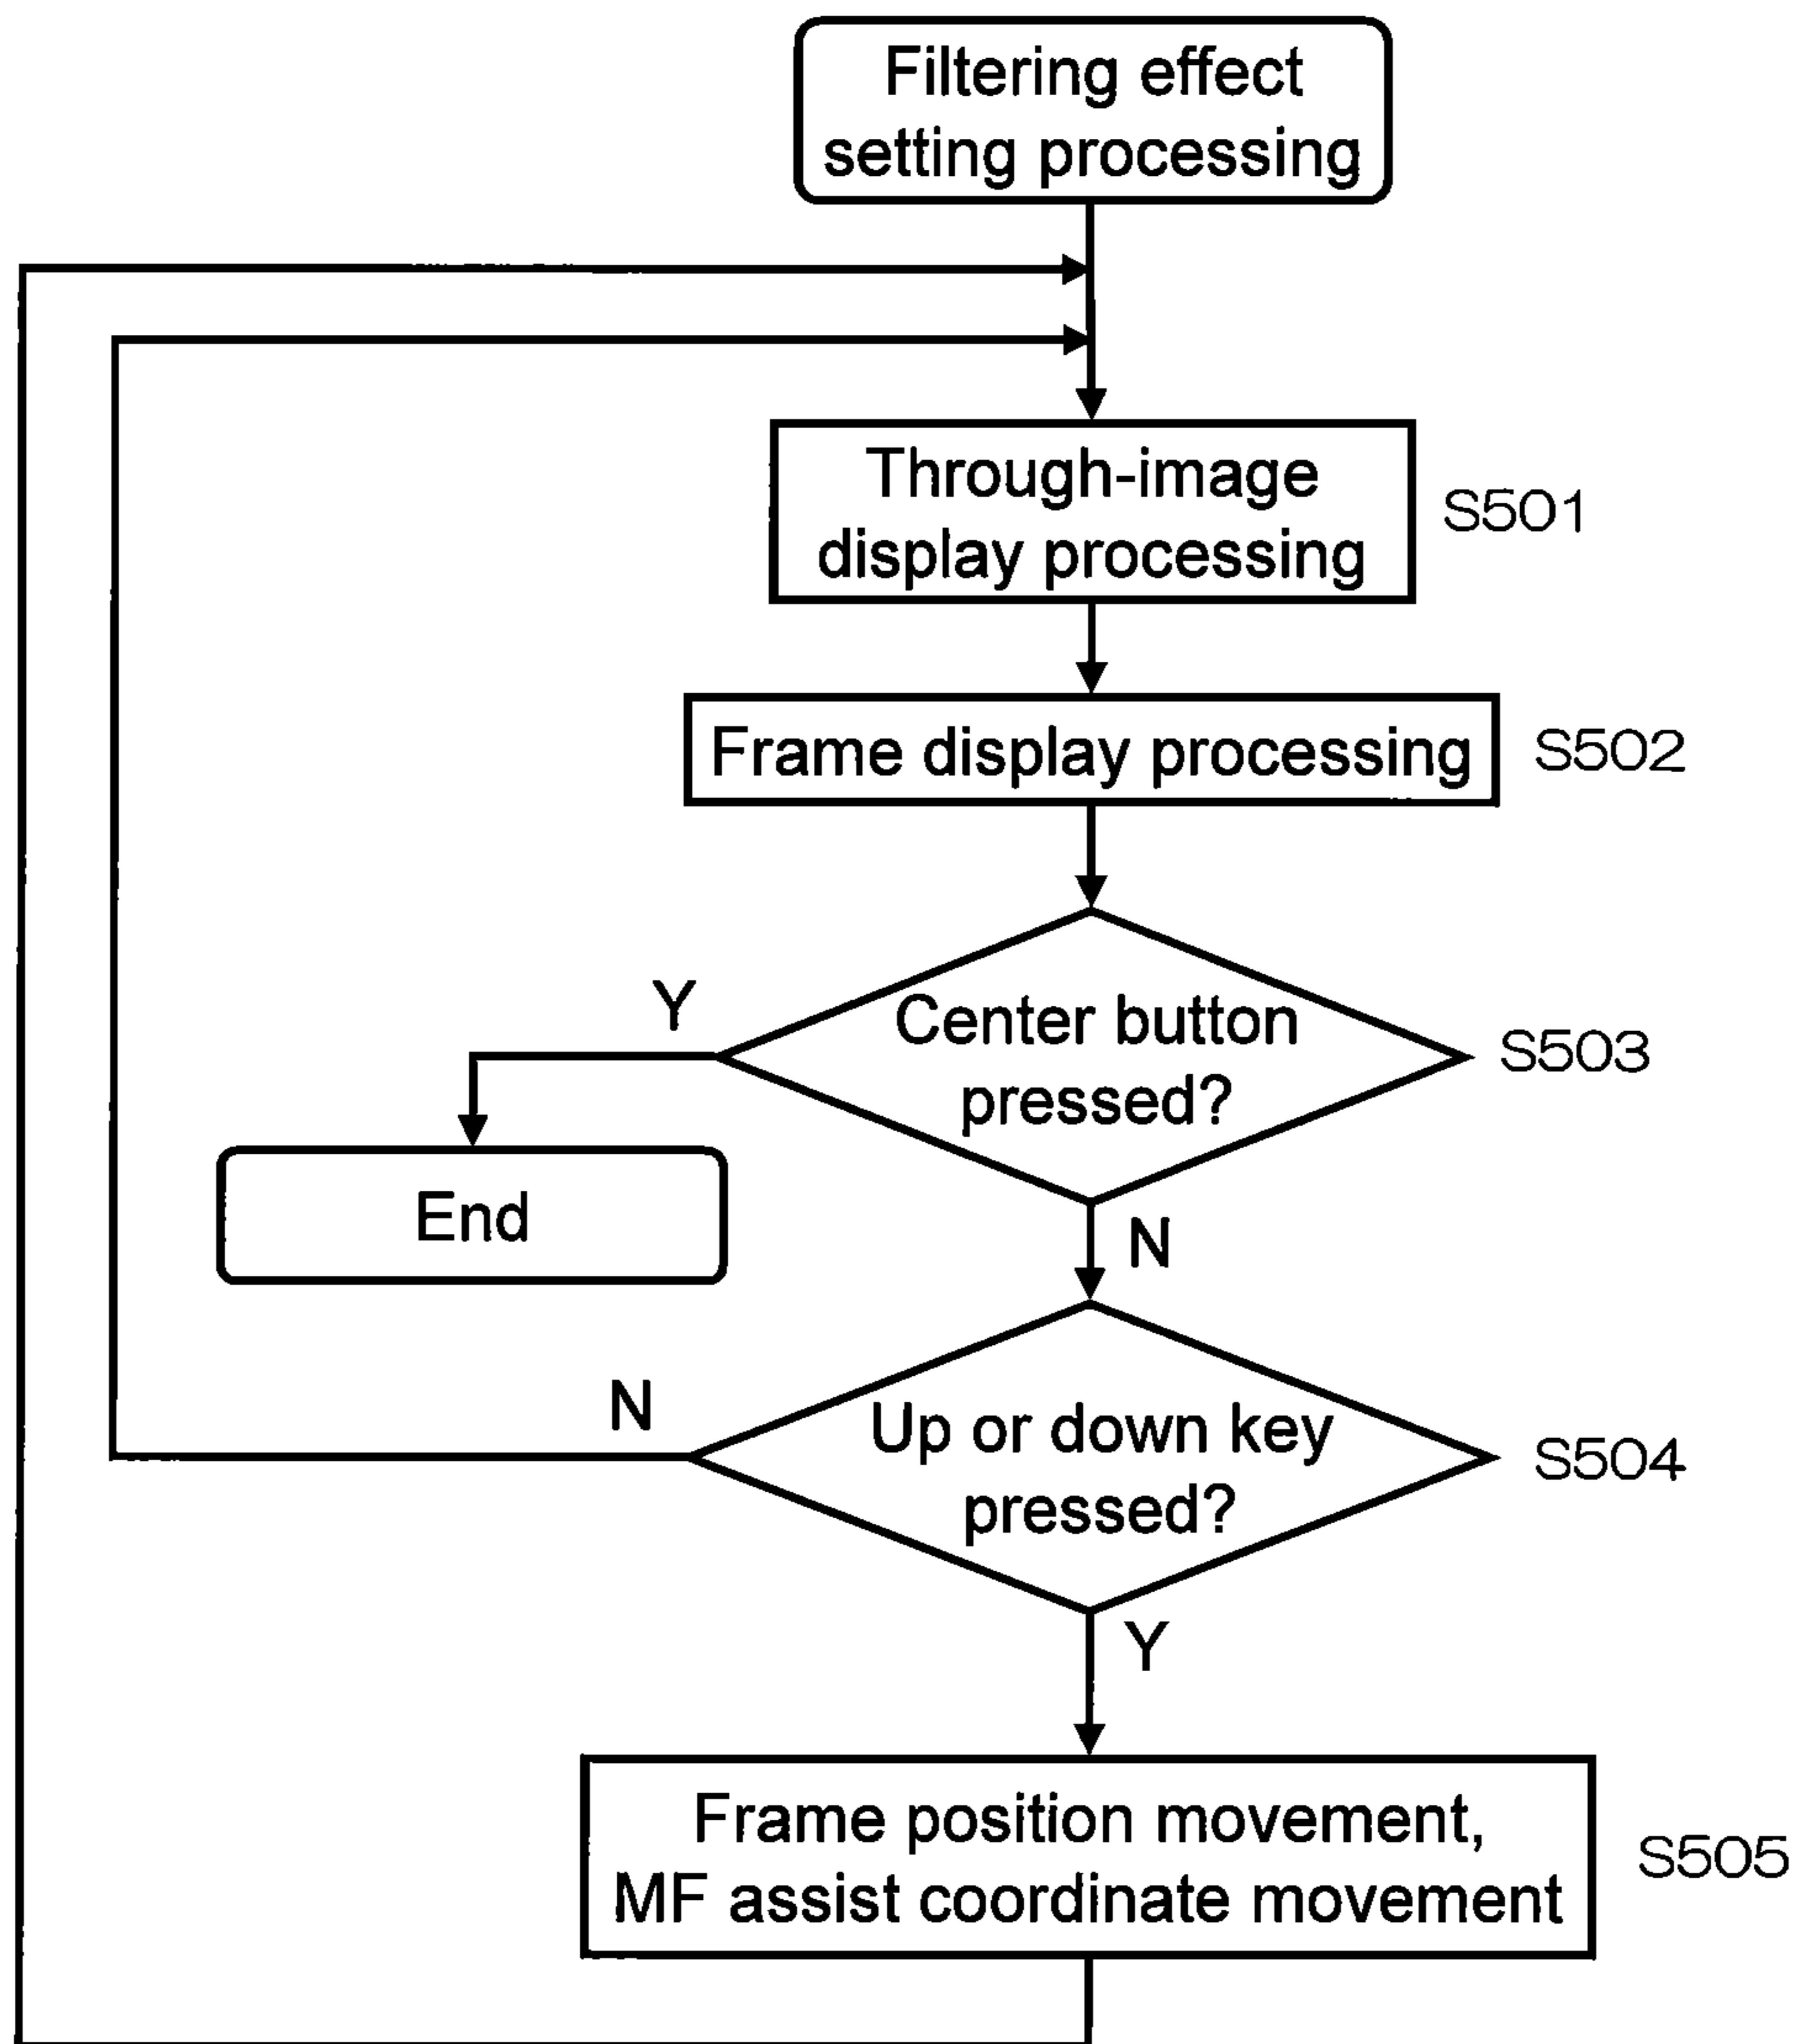 Filtering effect
setting processing
Through-image
display processing
S501
Frame display processing
S502
Y
Center button
pressed?
S503
End
N
N
Up or down key
pressed?
S504
Y
Frame position movement,
MF assist coordinate movement
S505